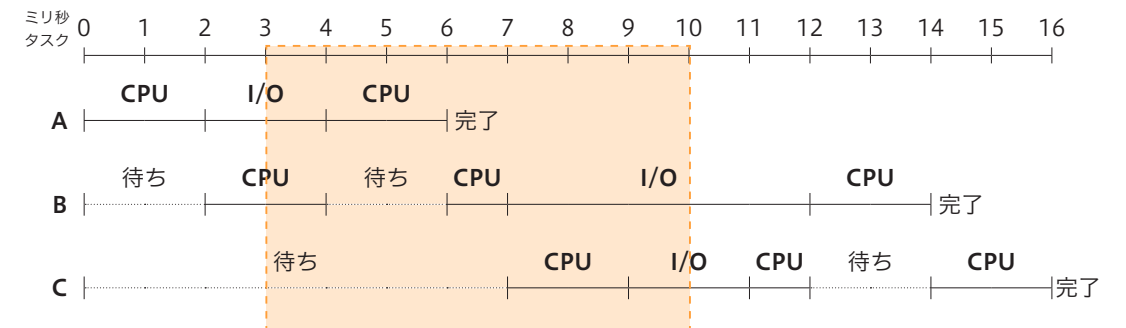 ミリ秒
タスク 0 1 2 3 4 5 6 7 8 9 10 11 12 13 14 15 16
CPU I/O CPU
A 完了
待ち CPU 待ち CPU I/O CPU
B 完了
待ち CPU I/O CPU 待ち CPU
C 完了